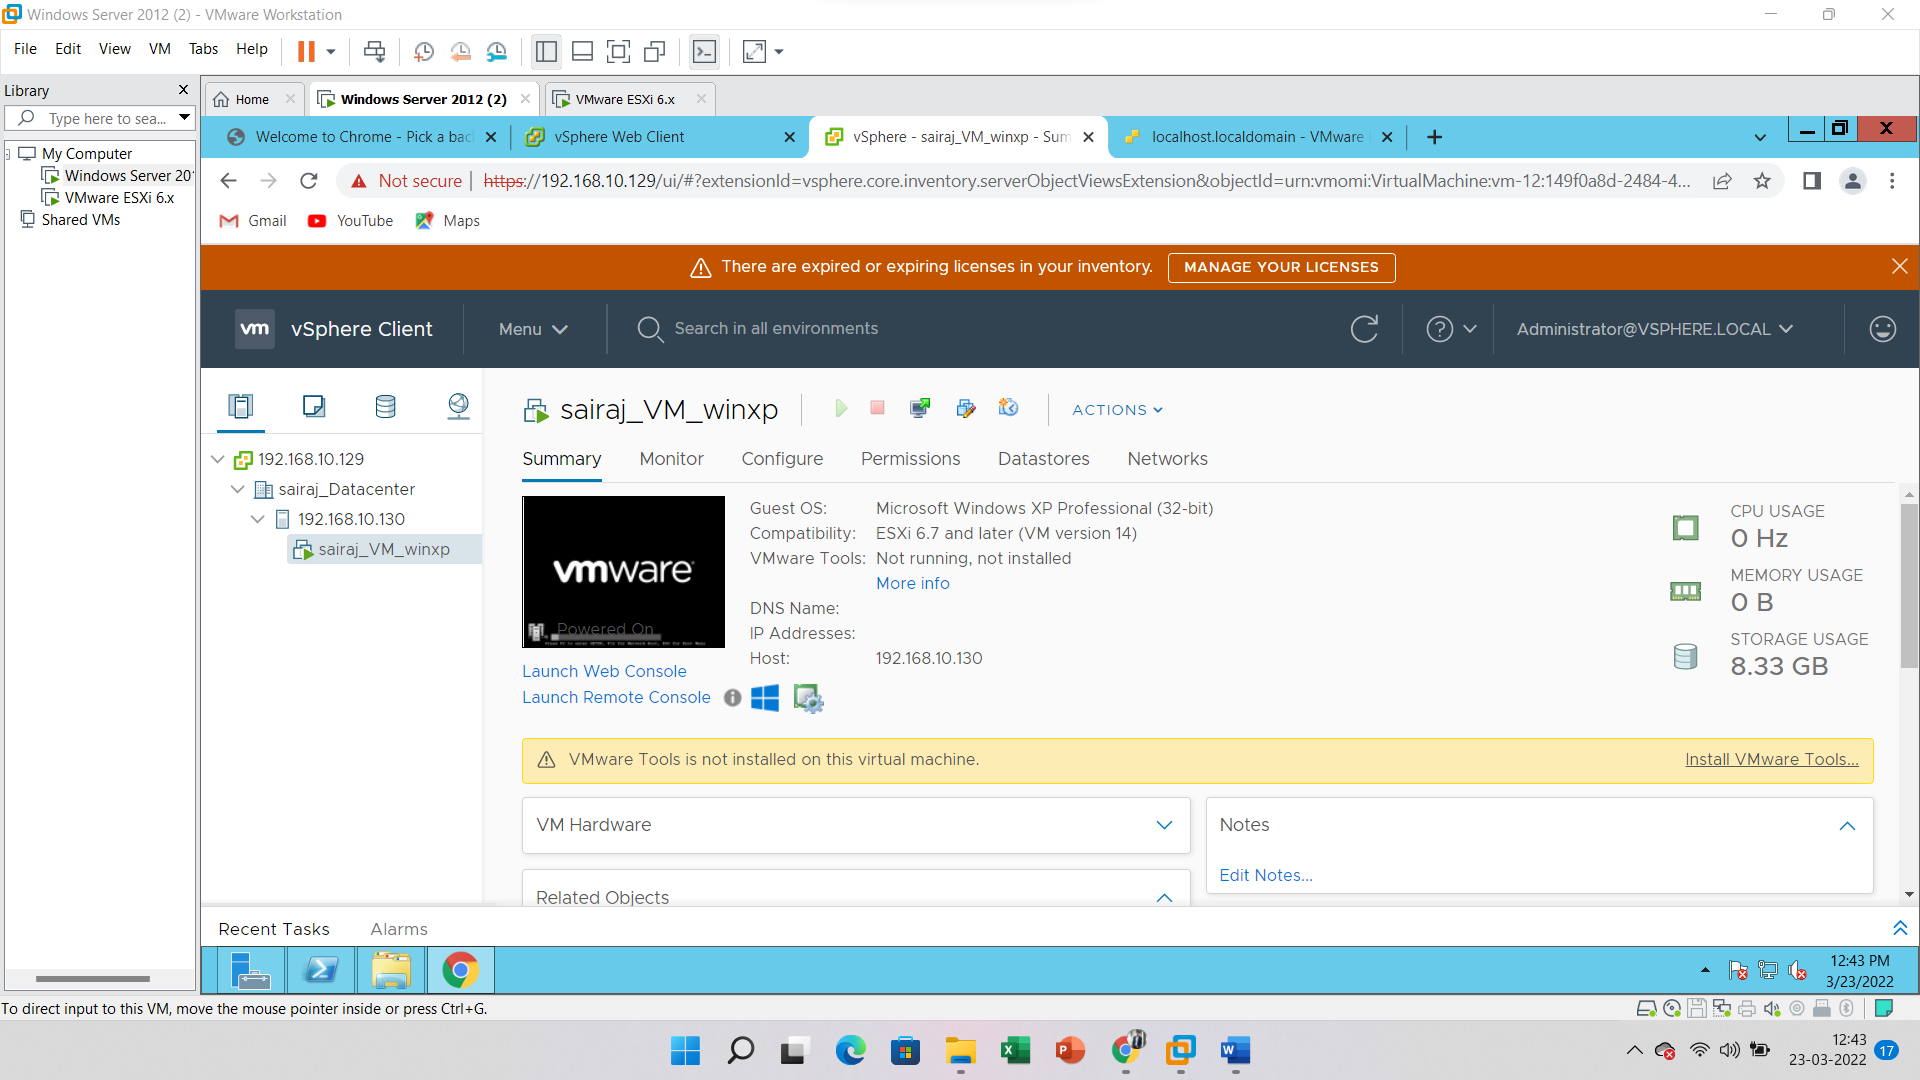 Windows Server 2012 (2) - VMware Workstation
File Edit View VM Tabs Help
Library
Type here to sea...
My Computer
Windows Server 20
VMware ESXi 6.x
Shared VMs
Home Windows Server 2012 (2) VMware ESXi 6.x
Welcome to Chrome - Pick a bac vSphere Web Client vSphere - sairaj_VM_winxp - Sum localhost.localdomain - VMware
Not secure https://192.168.10.129/ui/#?extensionId=vsphere.core.inventory.serverObjectViewsExtension&objectId=urn:vmomi:VirtualMachine:vm-12:149f0a8d-2484-4...
Gmail YouTube Maps
There are expired or expiring licenses in your inventory. MANAGE YOUR LICENSES
vm vSphere Client Menu Search in all environments Administrator@VSPHERE.LOCAL
192.168.10.129
sairaj_Datacenter
192.168.10.130
sairaj_VM_winxp
sairaj_VM_winxp ACTIONS
Summary Monitor Configure Permissions Datastores Networks
vmware
Powered On
Launch Web Console
Launch Remote Console
Guest OS: Microsoft Windows XP Professional (32-bit)
Compatibility: ESXi 6.7 and later (VM version 14)
VMware Tools: Not running, not installed
More info
DNS Name:
IP Addresses:
Host: 192.168.10.130
CPU USAGE
0 Hz
MEMORY USAGE
0 B
STORAGE USAGE
8.33 GB
VMware Tools is not installed on this virtual machine. Install VMware Tools...
VM Hardware
Related Objects
Notes
Edit Notes...
Recent Tasks Alarms
12:43 PM
3/23/2022
To direct input to this VM, move the mouse pointer inside or press Ctrl+G.
12:43
23-03-2022 17